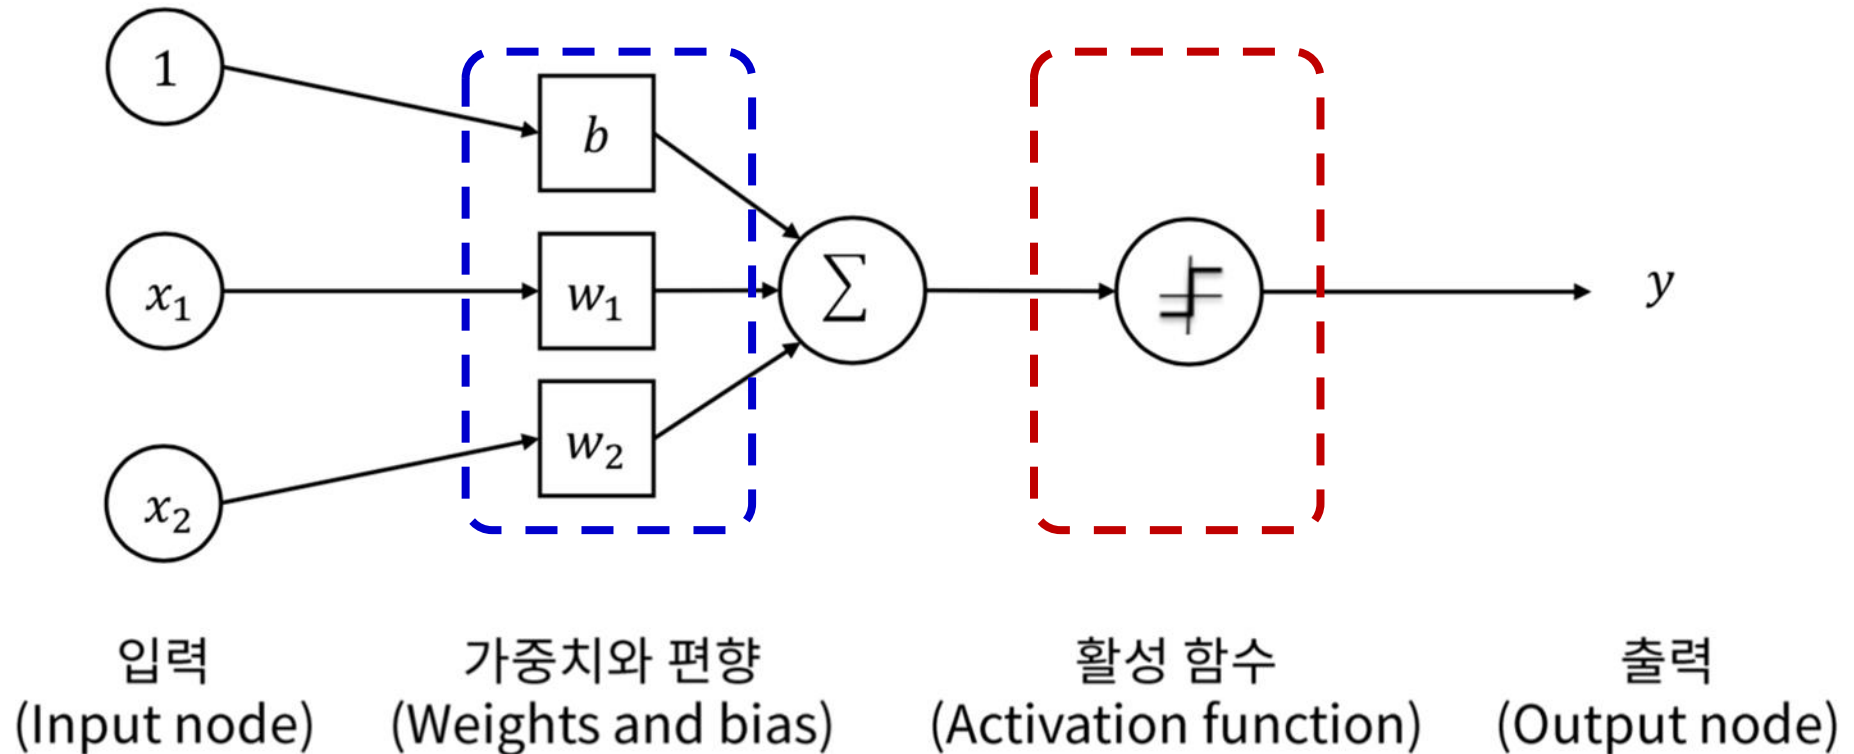 1
b
x₁
w₁
∑
y
w₂
x₂
입력
(Input node)
가중치와 편향
(Weights and bias)
활성 함수
(Activation function)
출력
(Output node)